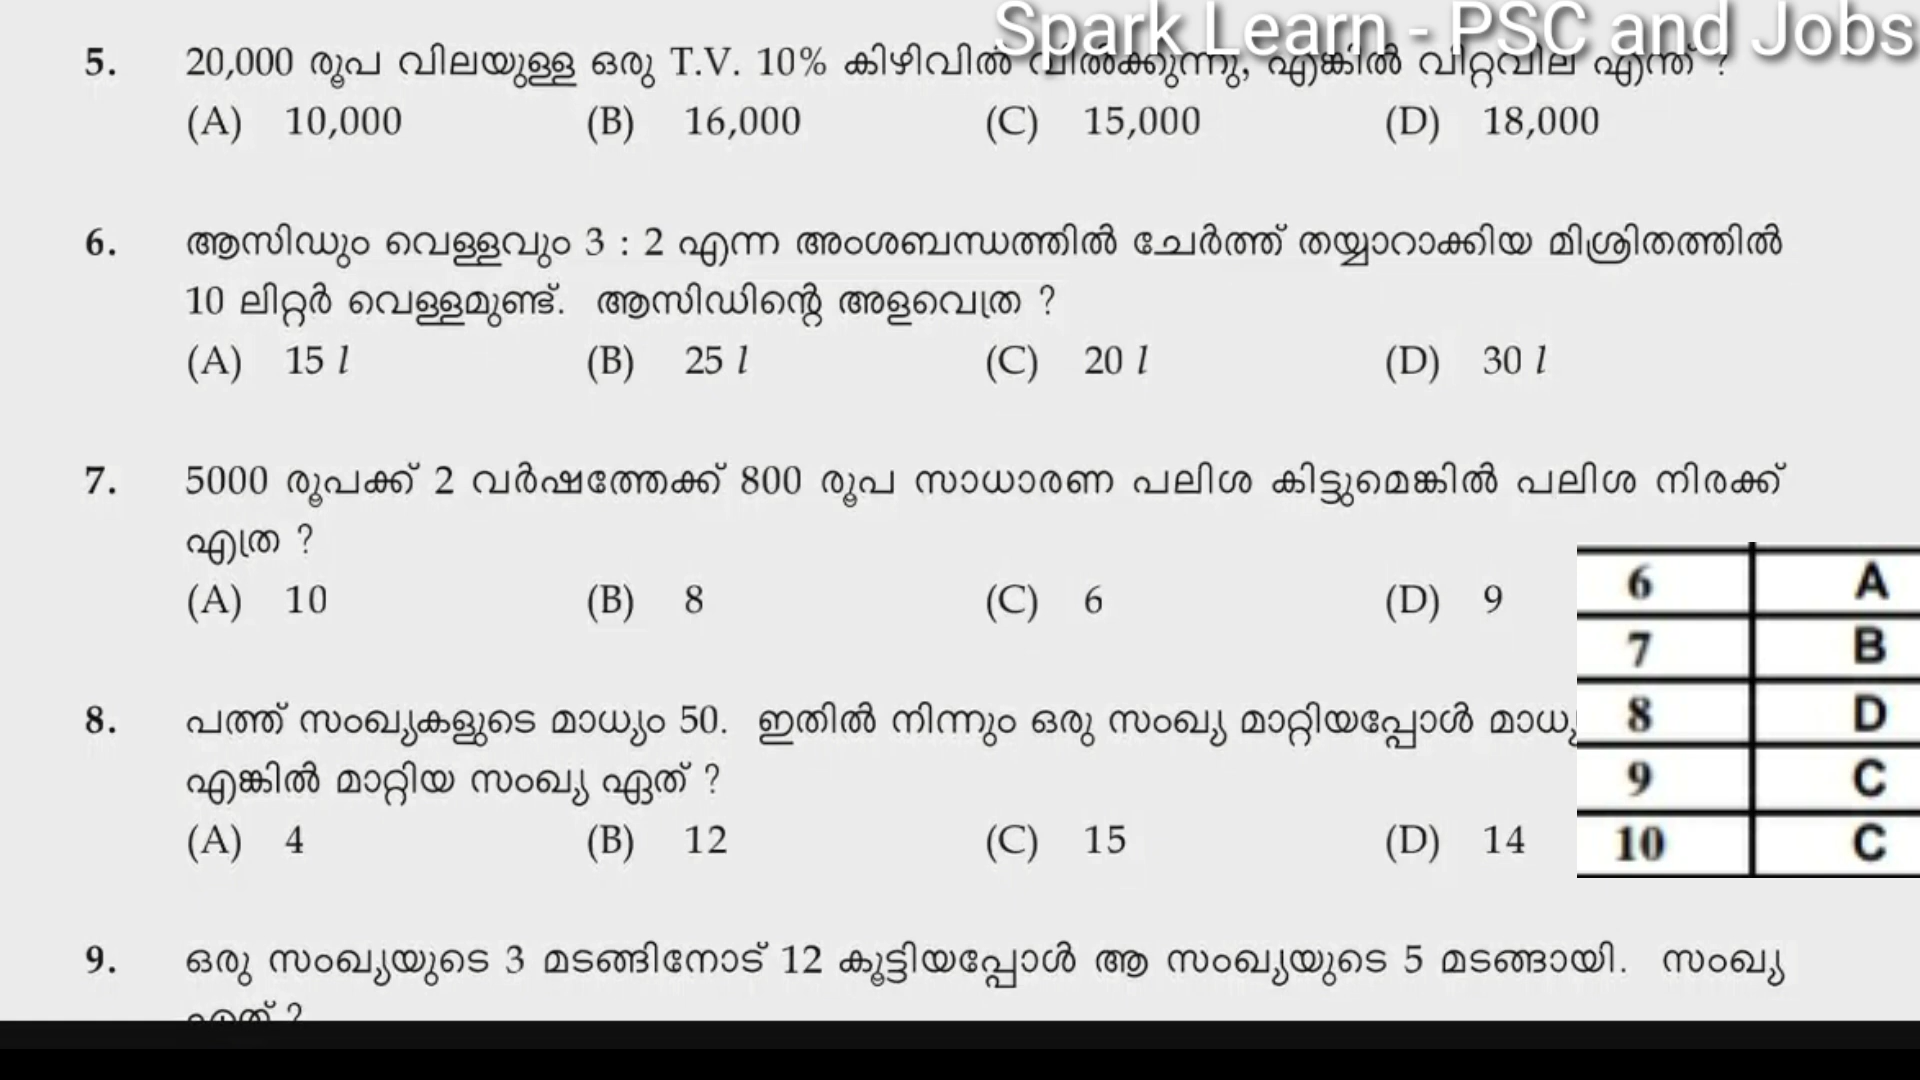 Spark Learn - PSC and Jobs
5. 20,000 രൂപ വിലയുള്ള ഒരു T.V. 10% കിഴിവിൽ വിൽക്കുന്നു, എങ്കിൽ വിറ്റവില എന്ത് ?
(A) 10,000 (B) 16,000 (C) 15,000 (D) 18,000
6. ആസിഡും വെള്ളവും 3 : 2 എന്ന അംശബന്ധത്തിൽ ചേർത്ത് തയ്യാറാക്കിയ മിശ്രിതത്തിൽ
10 ലിറ്റർ വെള്ളമുണ്ട്. ആസിഡിന്റെ അളവെത്ര ?
(A) 15 l (B) 25 l (C) 20 l (D) 30 l
7. 5000 രൂപക്ക് 2 വർഷത്തേക്ക് 800 രൂപ സാധാരണ പലിശ കിട്ടുമെങ്കിൽ പലിശ നിരക്ക്
എത്ര ?
(A) 10 (B) 8 (C) 6 (D) 9
8. പത്ത് സംഖ്യകളുടെ മാധ്യം 50. ഇതിൽ നിന്നും ഒരു സംഖ്യ മാറ്റിയപ്പോൾ
എങ്കിൽ മാറ്റിയ സംഖ്യ ഏത് ?
(A) 4 (B) 12 (C) 15 (D) 14
6 A
7 B
8 D
9 C
10 C
9. ഒരു സംഖ്യയുടെ 3 മടങ്ങിനോട് 12 കൂട്ടിയപ്പോൾ ആ സംഖ്യയുടെ 5 മടങ്ങായി. സംഖ്യ